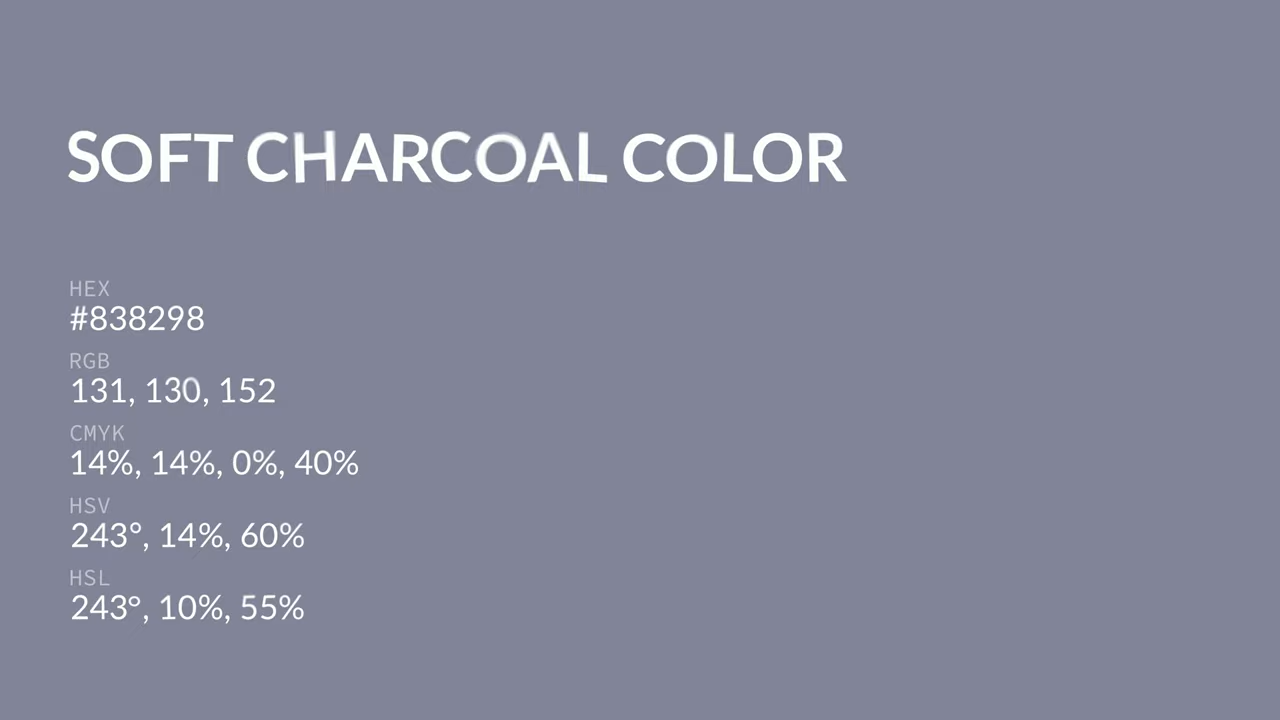 SOFT CHARCOAL COLOR
HEX
#838298
RGB
131, 130, 152
CMYK
14%, 14%, 0%, 40%
HSV
243°, 14%, 60%
HSL
243°, 10%, 55%